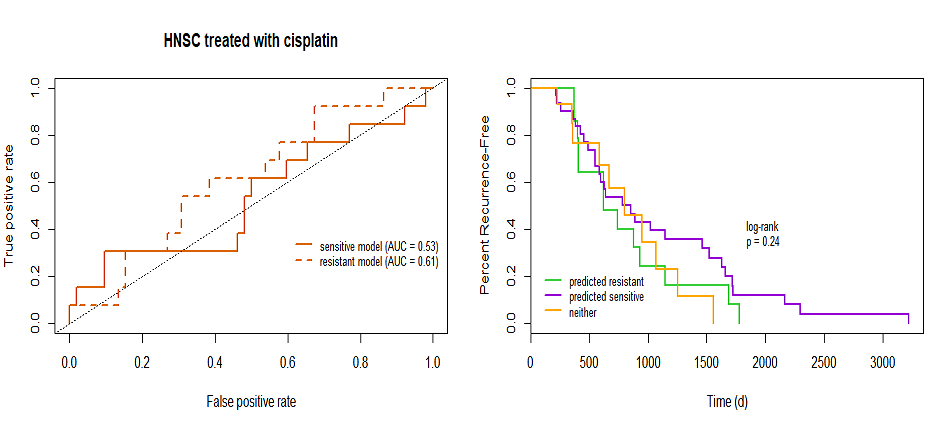 HNSC treated with cisplatin
True positive rate
0.0
0.2
0.4
0.6
0.8
1.0
sensitive model (AUC = 0.53)
resistant model (AUC = 0.61)
0.0
0.2
0.4
0.6
0.8
1.0
False positive rate
Percent Recurrence-Free
0.0
0.2
0.4
0.6
0.8
1.0
log-rank
p = 0.24
predicted resistant
predicted sensitive
neither
0
500
1000
1500
2000
2500
3000
Time (d)